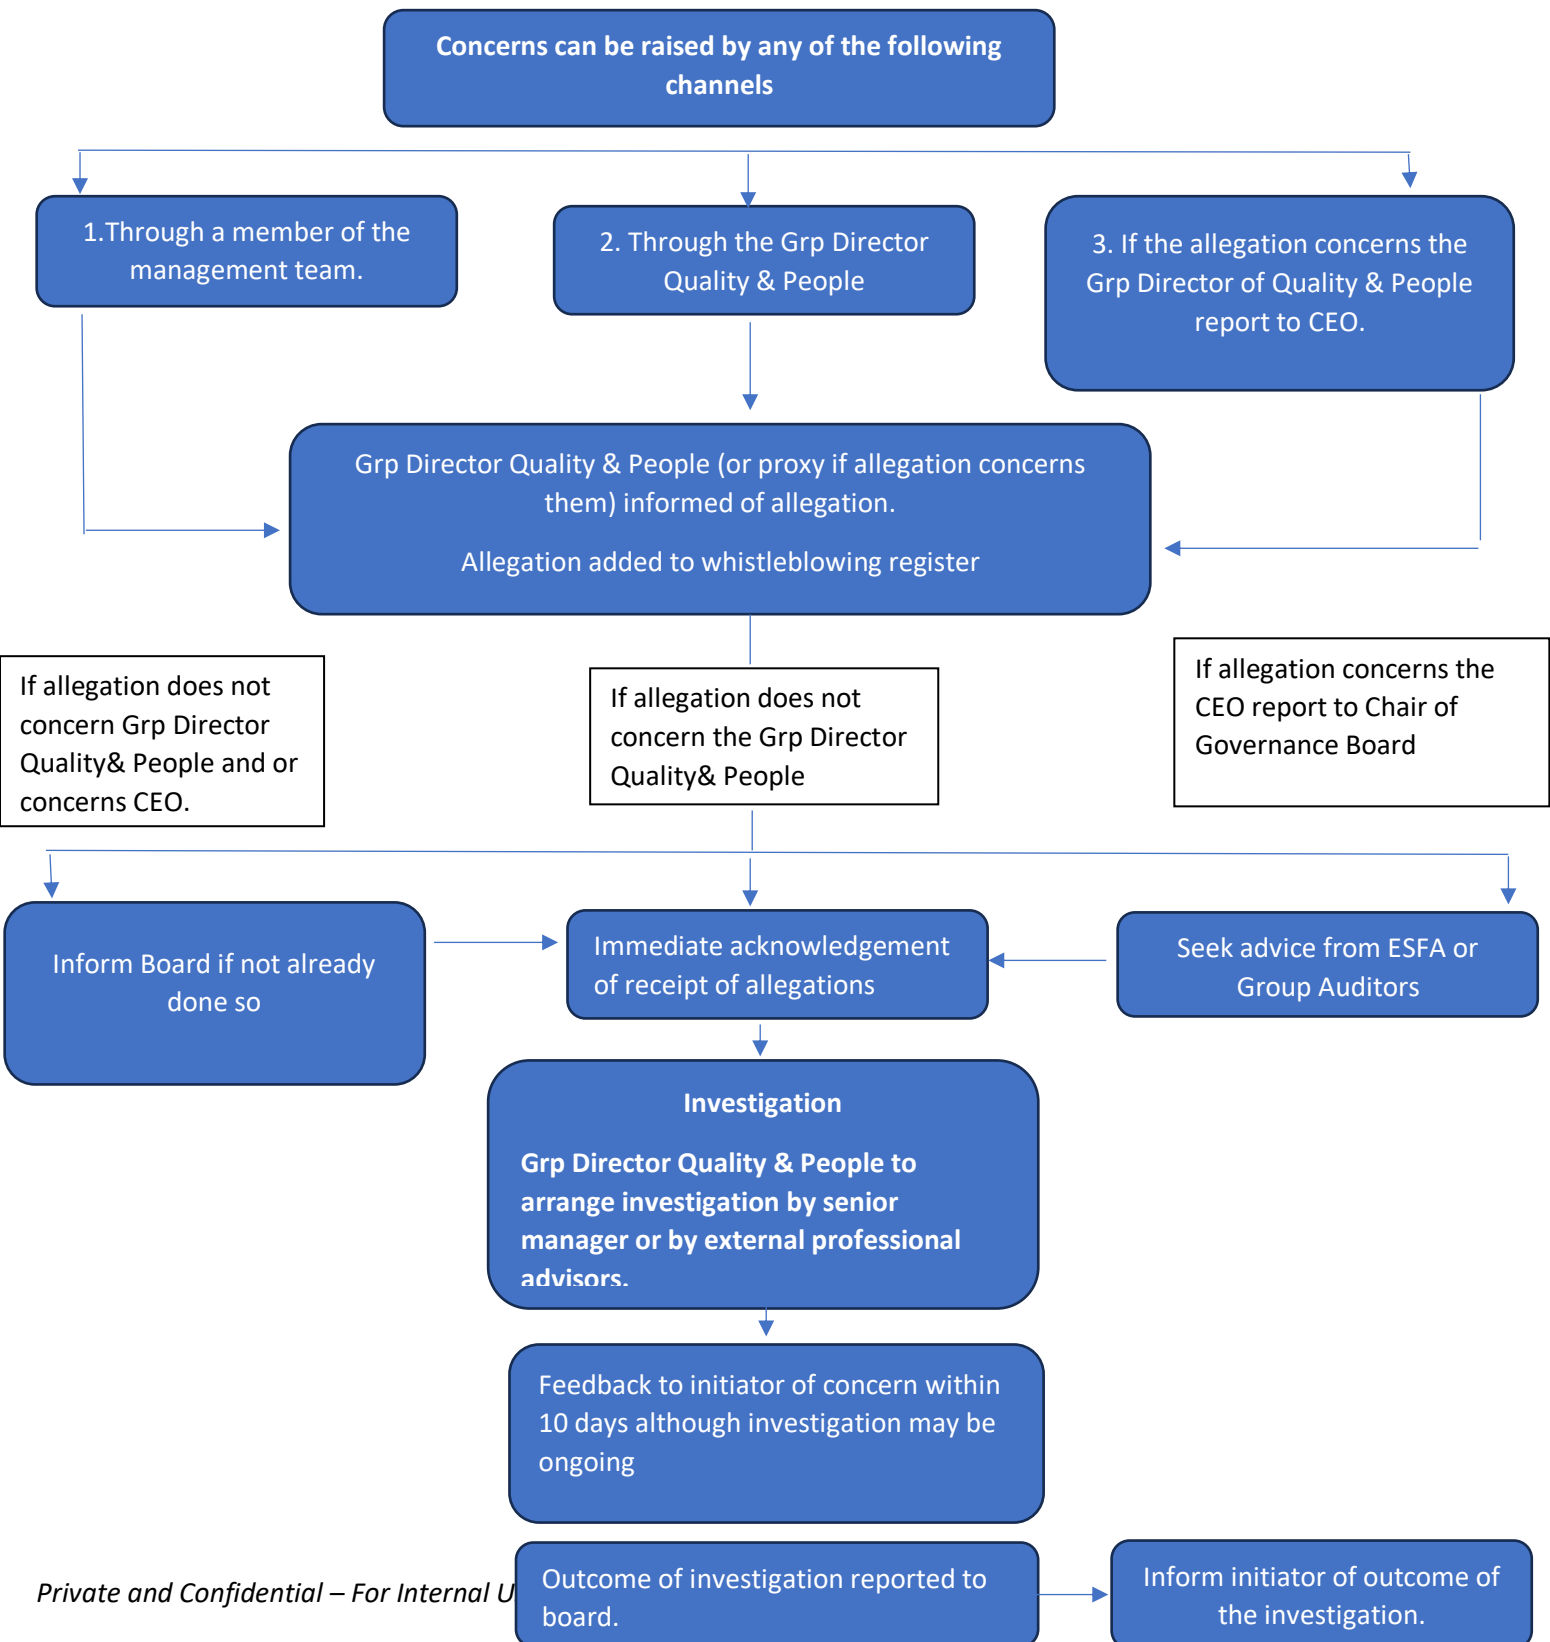 Concerns can be raised by any of the following
channels
1.Through a member of the
management team.
2. Through the Grp Director
Quality & People
3. If the allegation concerns the
Grp Director of Quality & People
report to CEO.
Grp Director Quality & People (or proxy if allegation concerns
them) informed of allegation.
Allegation added to whistleblowing register
If allegation does not
concern Grp Director
Quality& People and or
concerns CEO.
If allegation does not
concern the Grp Director
Quality& People
If allegation concerns the
CEO report to Chair of
Governance Board
Inform Board if not already
done so
Immediate acknowledgement
of receipt of allegations
Seek advice from ESFA or
Group Auditors
Investigation
Grp Director Quality & People to
arrange investigation by senior
manager or by external professional
advisors.
Feedback to initiator of concern within
10 days although investigation may be
ongoing
Private and Confidential – For Internal U
Outcome of investigation reported to
board.
Inform initiator of outcome of
the investigation.